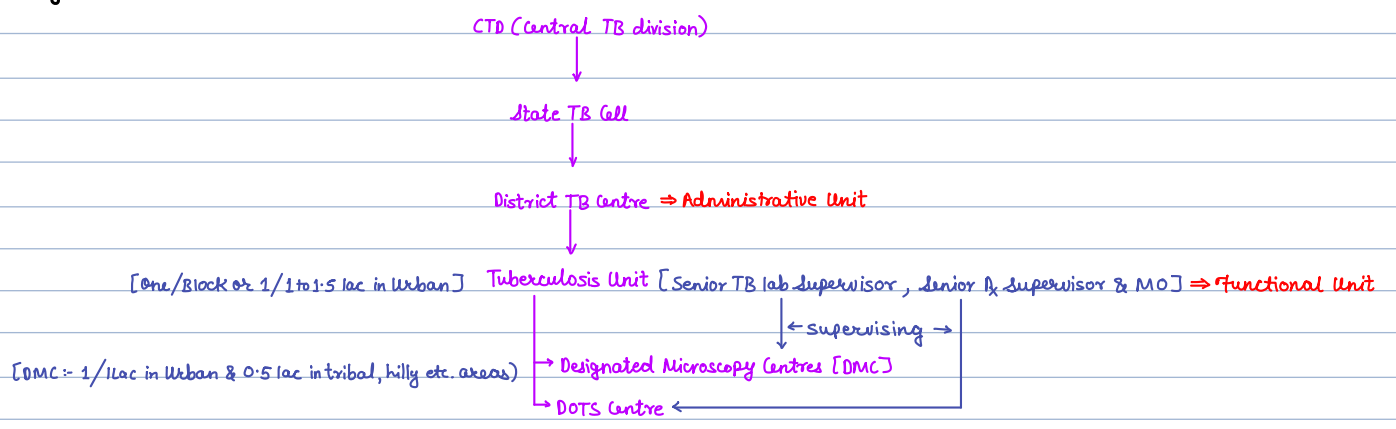 CTD (Central TB division)
State TB Cell
District TB Centre ⇒ Administrative Unit
[One/Block or 1/1 to 1.5 lac in Urban] Tuberculosis Unit [Senior TB lab Supervisor, Senior Rx Supervisor & MO] ⇒ Functional Unit
← supervising →
[DMC :- 1/1Lac in Urban & 0.5 lac in tribal, hilly etc. areas) → Designated Microscopy Centres [DMC]
→ DOTS Centre ←